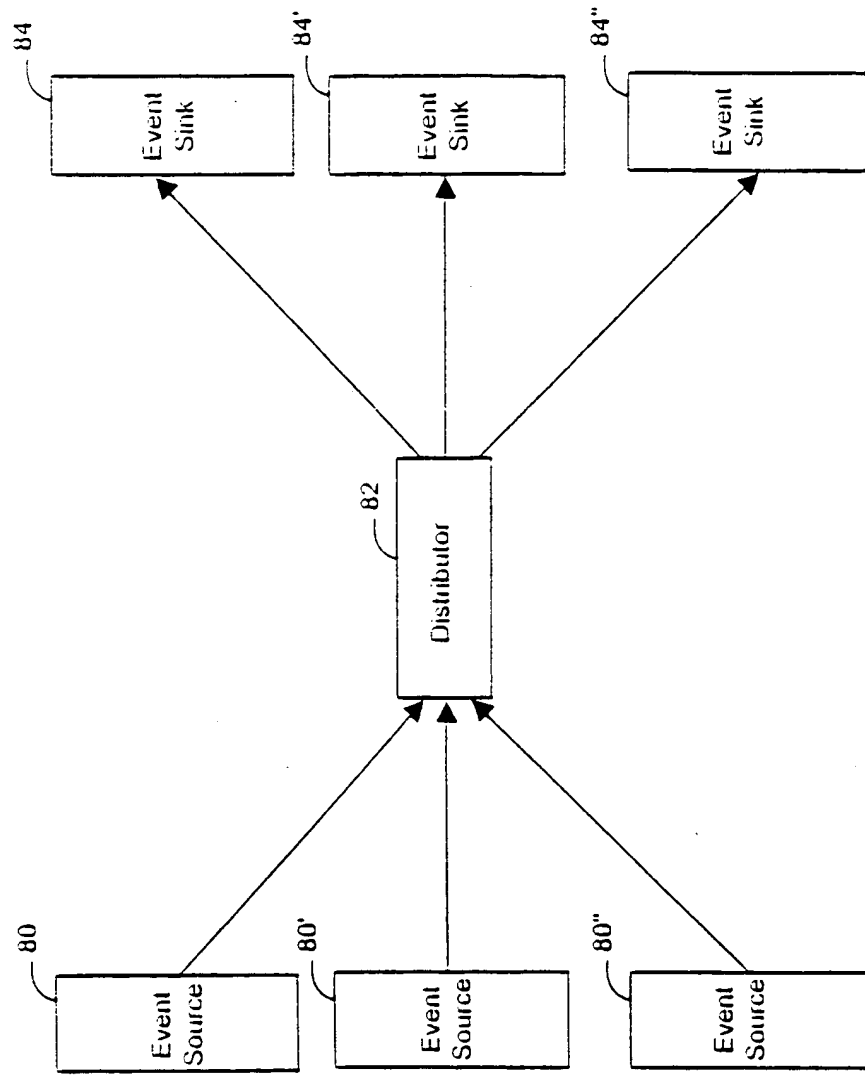 80
Event
Source
80'
Event
Source
80"
Event
Source
82
Distributor
84
Event
Sink
84'
Event
Sink
84"
Event
Sink